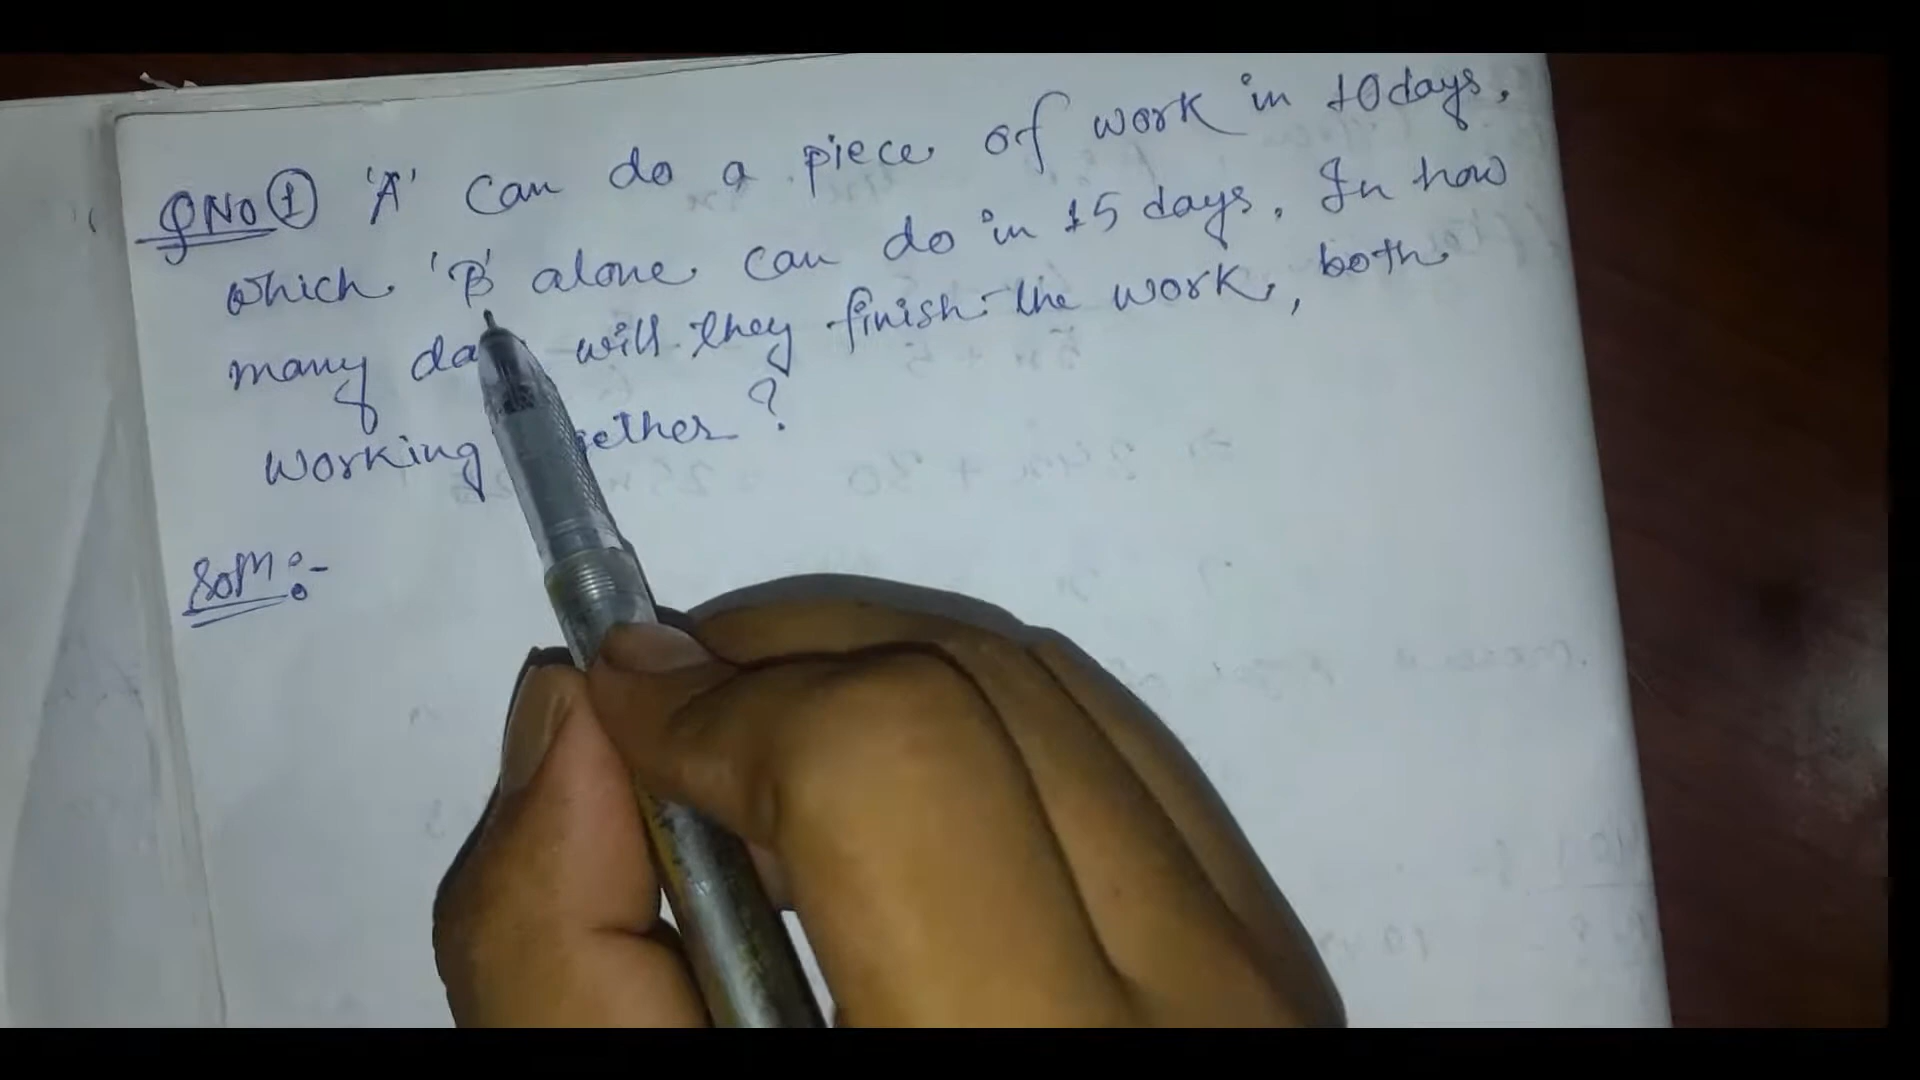 QNo 1 'A' can do a piece of work in 10 days,
which 'B' alone can do in 15 days. In how
many will they finish the work, both
working ?
Soln:-